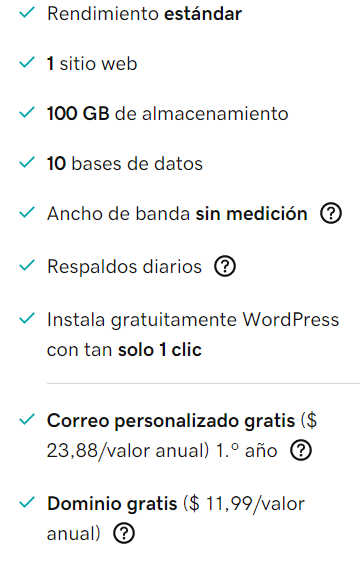 Rendimiento estándar
1 sitio web
100 GB de almacenamiento
10 bases de datos
Ancho de banda sin medición ?
Respaldos diarios ?
Instala gratuitamente WordPress
con tan solo 1 clic
Correo personalizado gratis ($
23,88/valor anual) 1.º año ?
Dominio gratis ($ 11,99/valor
anual) ?